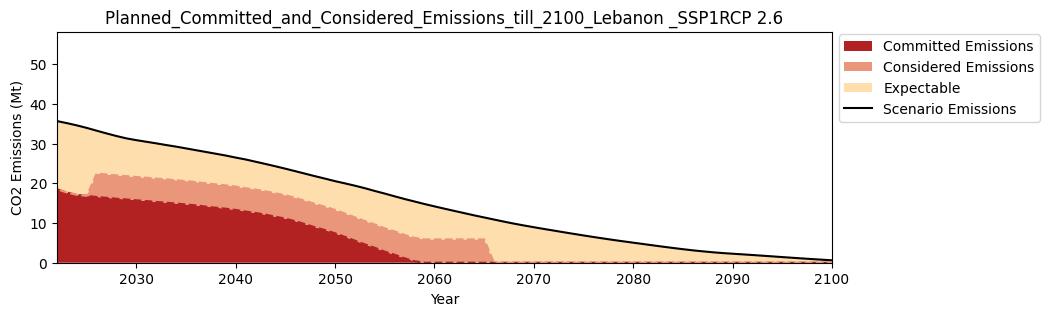 Planned_Committed_and_Considered_Emissions_till_2100_Lebanon _SSP1RCP 2.6
CO2 Emissions (Mt)
50
40
30
20
10
0
2030 2040 2050 2060 2070 2080 2090 2100
Year
Committed Emissions
Considered Emissions
Expectable
Scenario Emissions